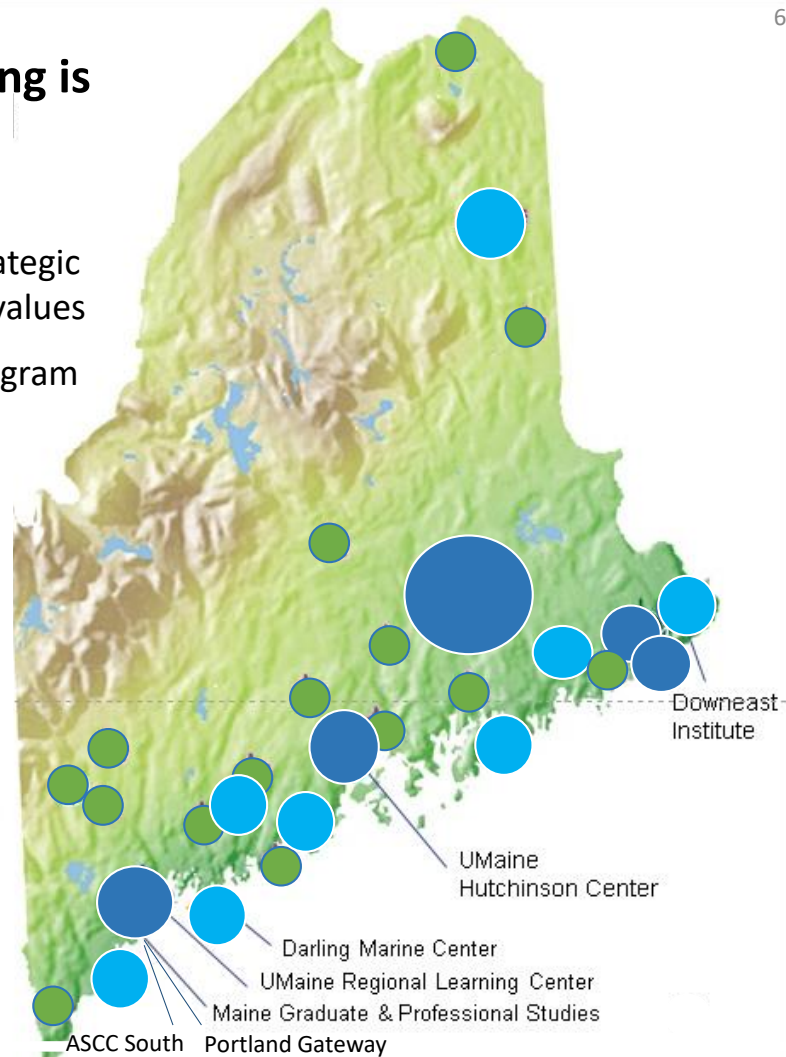 6
ng is
ategic
values
gram
Downeast
Institute
UMaine
Hutchinson Center
Darling Marine Center
UMaine Regional Learning Center
Maine Graduate & Professional Studies
ASCC South
Portland Gateway